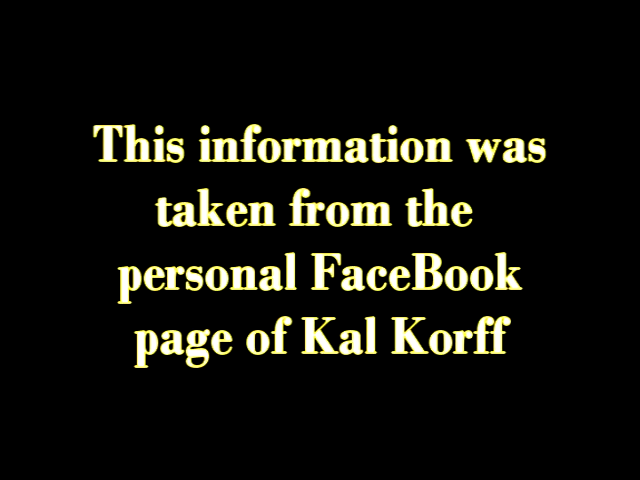 This information was
taken from the
personal FaceBook
page of Kal Korff